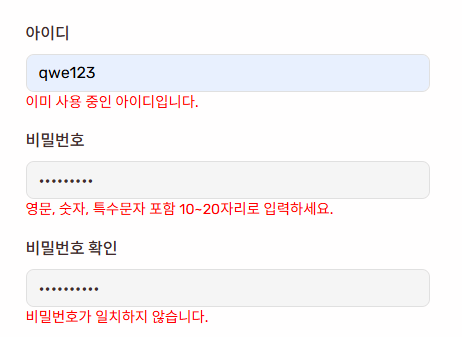 아이디
qwe123
이미 사용 중인 아이디입니다.
비밀번호
•••••••••
영문, 숫자, 특수문자 포함 10~20자리로 입력하세요.
비밀번호 확인
••••••••••
비밀번호가 일치하지 않습니다.